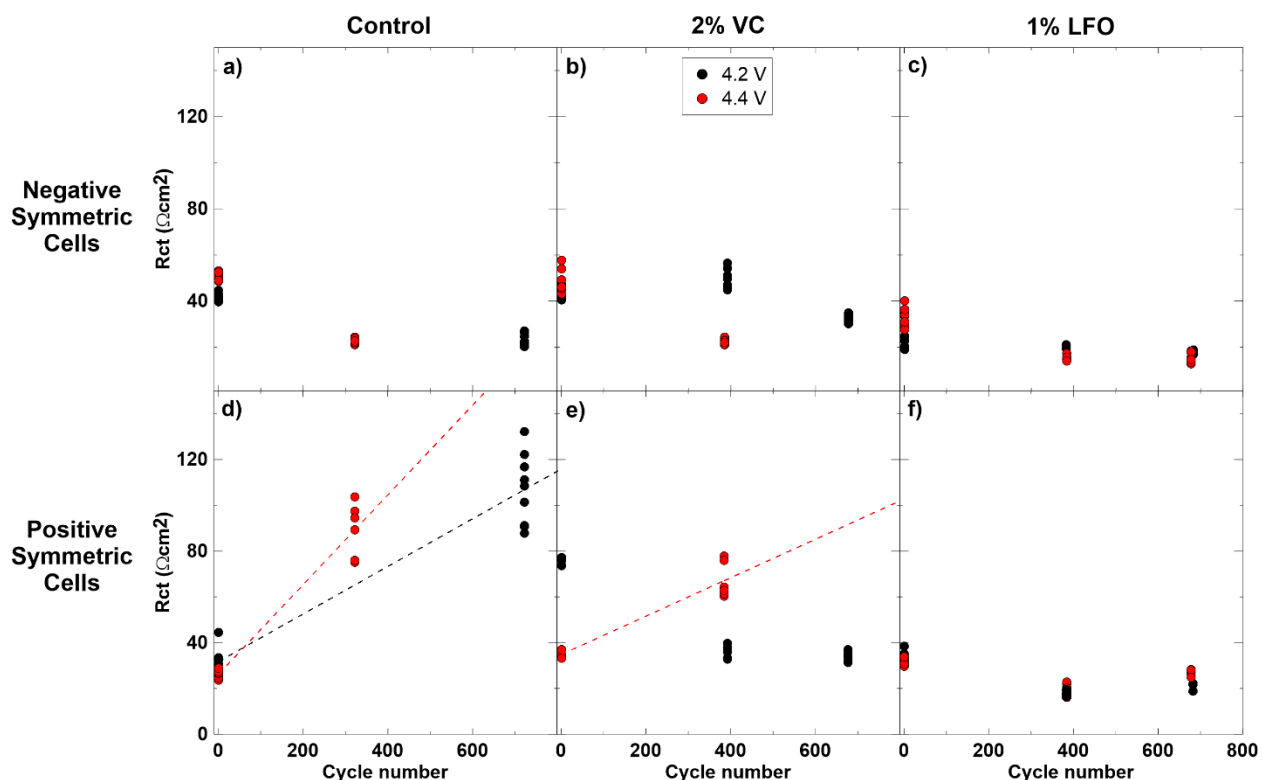 Control
2% VC
1% LFO
a)
b)
c)
4.2 V
4.4 V
120
80
40
Rct (Ωcm2)
Negative
Symmetric
Cells
d)
e)
f)
120
80
40
0
Rct (Ωcm2)
Positive
Symmetric
Cells
0
200
400
600
0
200
400
600
0
200
400
600
800
Cycle number
Cycle number
Cycle number